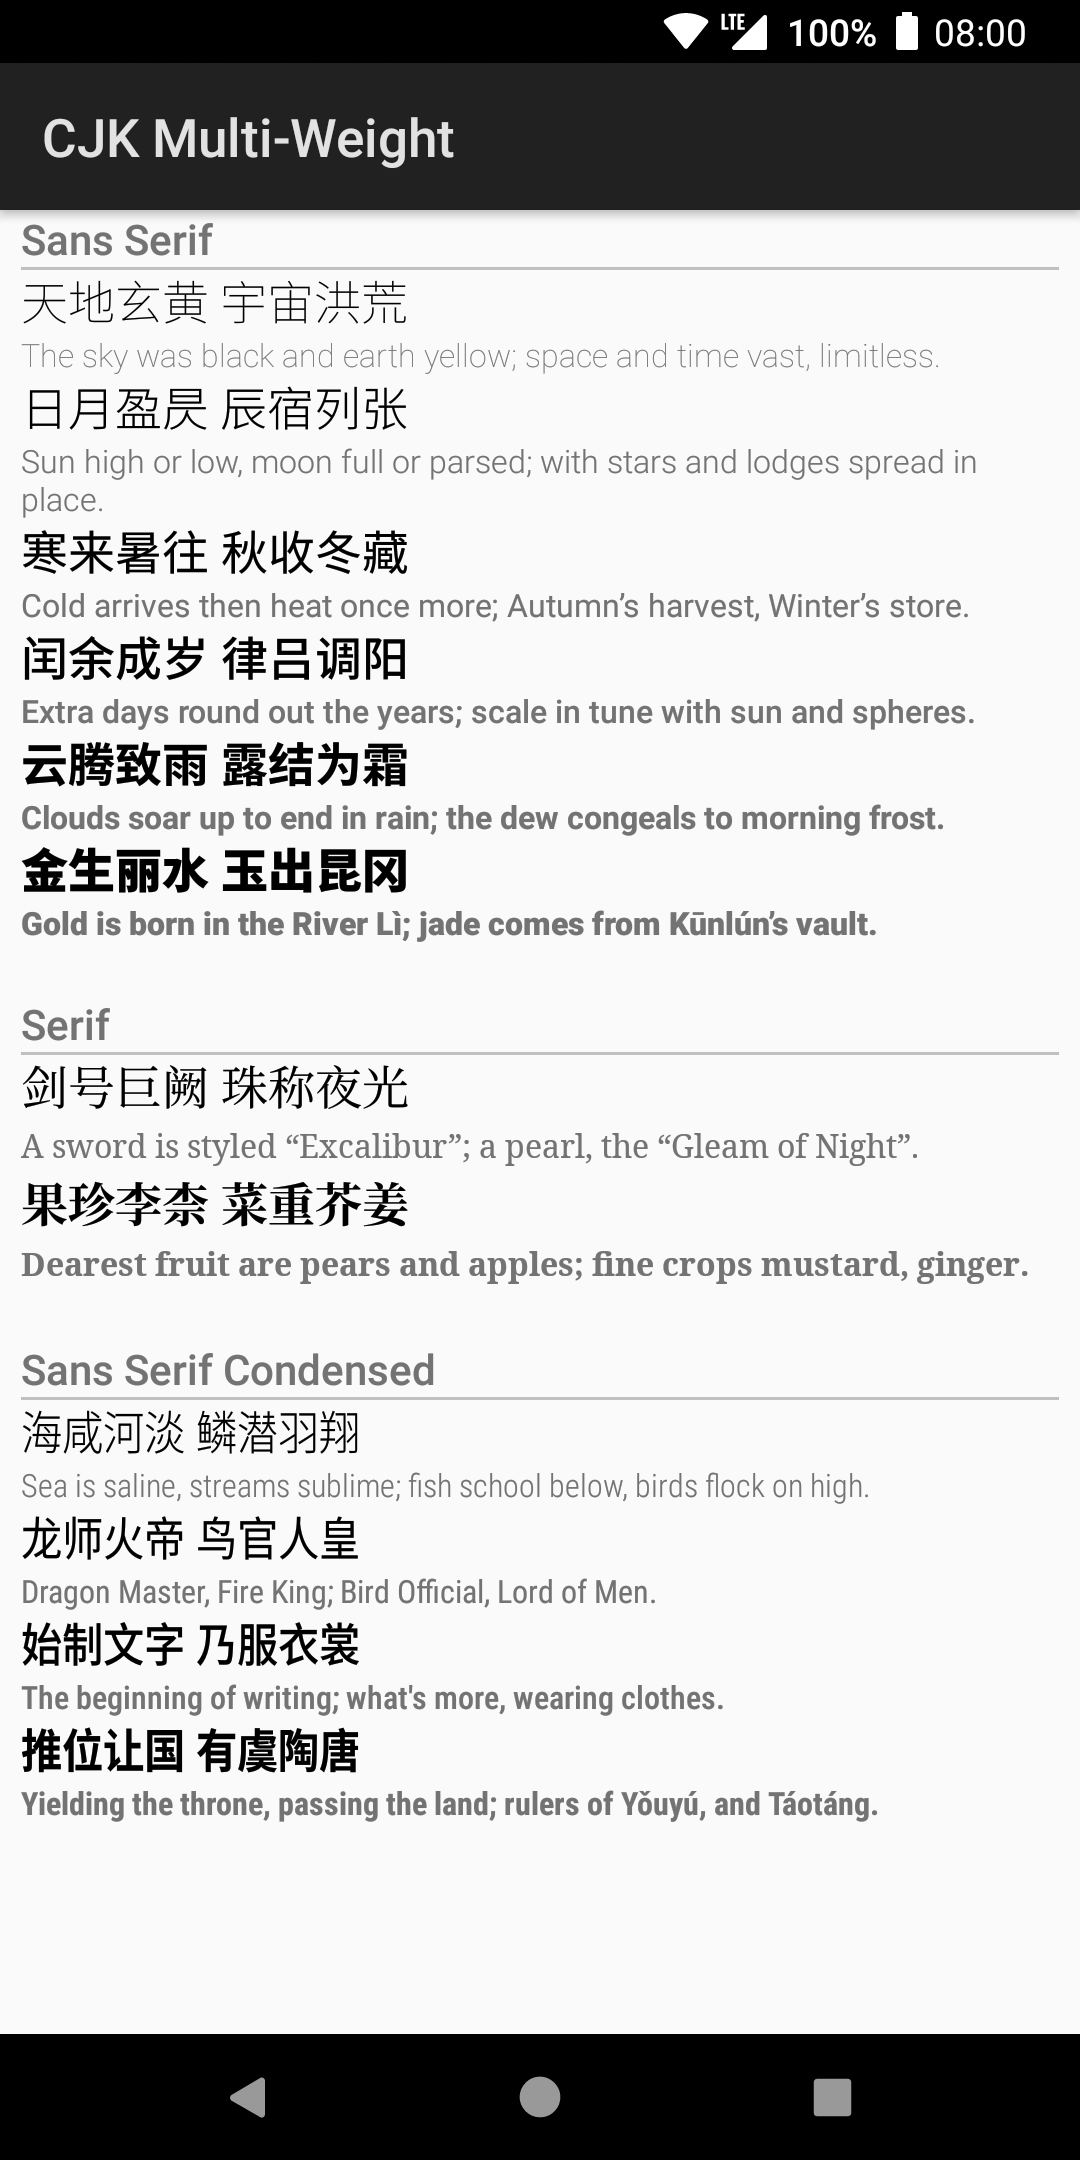 LTE 100% 08:00
CJK Multi-Weight
Sans Serif
天地玄黄 宇宙洪荒
The sky was black and earth yellow; space and time vast, limitless.
日月盈昃 辰宿列张
Sun high or low, moon full or parsed; with stars and lodges spread in
place.
寒来暑往 秋收冬藏
Cold arrives then heat once more; Autumn’s harvest, Winter’s store.
闰余成岁 律吕调阳
Extra days round out the years; scale in tune with sun and spheres.
云腾致雨 露结为霜
Clouds soar up to end in rain; the dew congeals to morning frost.
金生丽水 玉出昆冈
Gold is born in the River Lì; jade comes from Kūnlún’s vault.
Serif
剑号巨阙 珠称夜光
A sword is styled “Excalibur”; a pearl, the “Gleam of Night”.
果珍李柰 菜重芥姜
Dearest fruit are pears and apples; fine crops mustard, ginger.
Sans Serif Condensed
海咸河淡 鳞潜羽翔
Sea is saline, streams sublime; fish school below, birds flock on high.
龙师火帝 鸟官人皇
Dragon Master, Fire King; Bird Official, Lord of Men.
始制文字 乃服衣裳
The beginning of writing; what's more, wearing clothes.
推位让国 有虞陶唐
Yielding the throne, passing the land; rulers of Yǒuyú, and Táotáng.